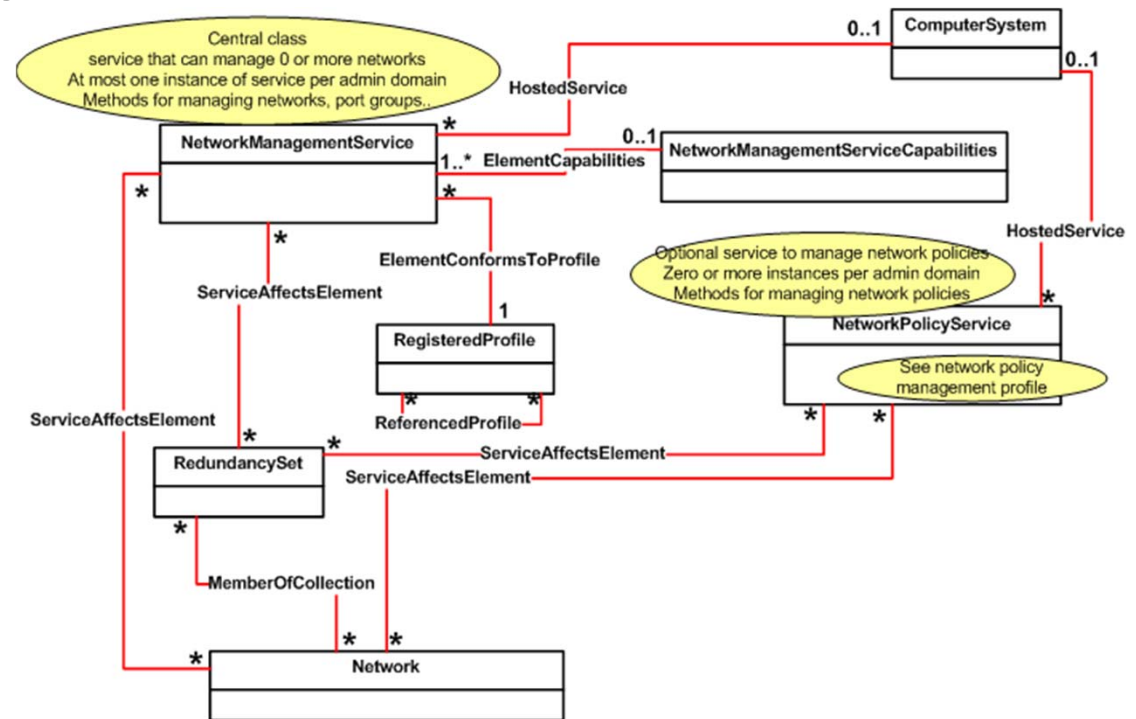 Central class
service that can manage 0 or more networks
At most one instance of service per admin domain
Methods for managing networks, port groups..
0..1
ComputerSystem
0..1
HostedService
*
NetworkManagementService
0..1
NetworkManagementServiceCapabilities
1..*
ElementCapabilities
*
*
*
HostedService
ElementConformsToProfile
Optional service to manage network policies
Zero or more instances per admin domain
Methods for managing network policies
ServiceAffectsElement
1
*
RegisteredProfile
NetworkPolicyService
See network policy
management profile
*
*
ReferencedProfile
*
*
ServiceAffectsElement
*
*
ServiceAffectsElement
RedundancySet
ServiceAffectsElement
*
MemberOfCollection
*
*
*
Network